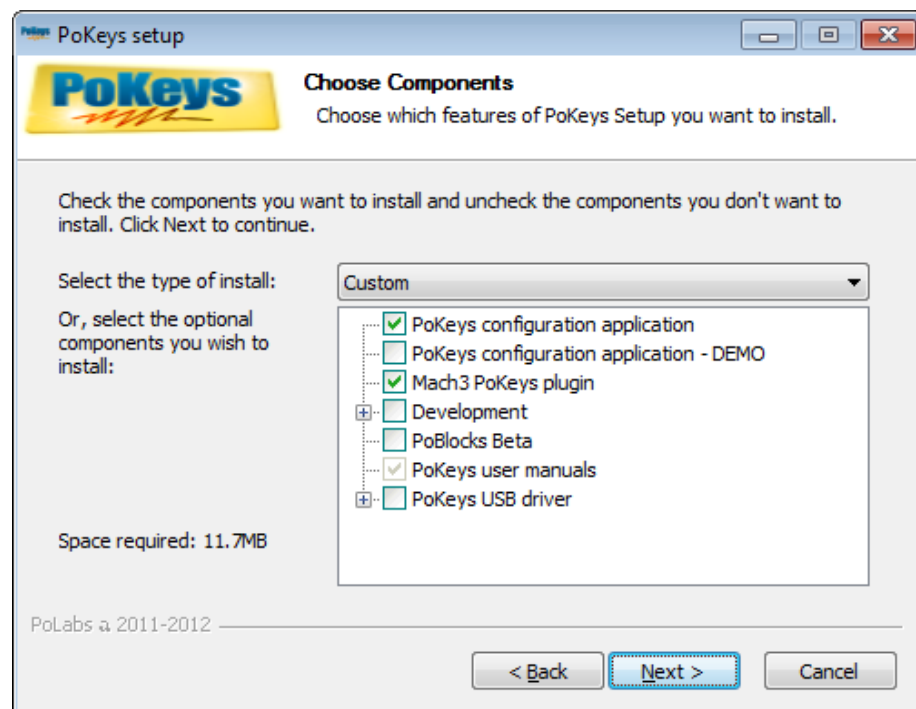 PoKeys PoKeys setup
PoKeys
Choose Components
Choose which features of PoKeys Setup you want to install.
Check the components you want to install and uncheck the components you don't want to
install. Click Next to continue.
Select the type of install:
Custom
Or, select the optional
components you wish to
install:
PoKeys configuration application
PoKeys configuration application - DEMO
Mach3 PoKeys plugin
Development
PoBlocks Beta
PoKeys user manuals
PoKeys USB driver
Space required: 11.7MB
PoLabs a 2011-2012
< Back
Next >
Cancel